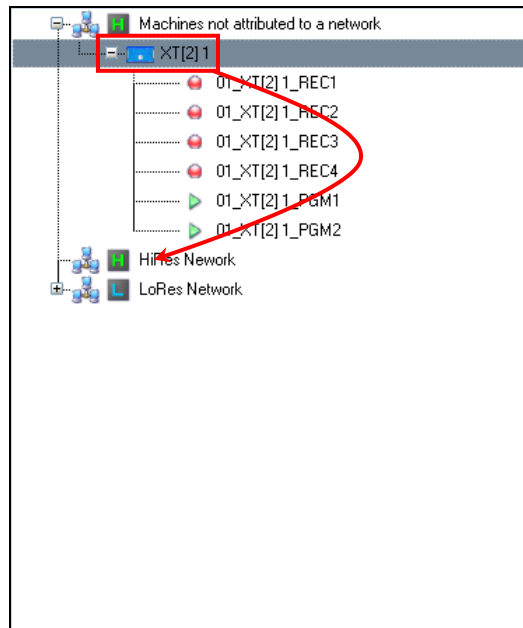 H Machines not attributed to a network
XT[2] 1
01_XT[2] 1_REC1
01_XT[2] 1_REC2
01_XT[2] 1_REC3
01_XT[2] 1_REC4
01_XT[2] 1_PGM1
01_XT[2] 1_PGM2
H HiRes Nework
L LoRes Network